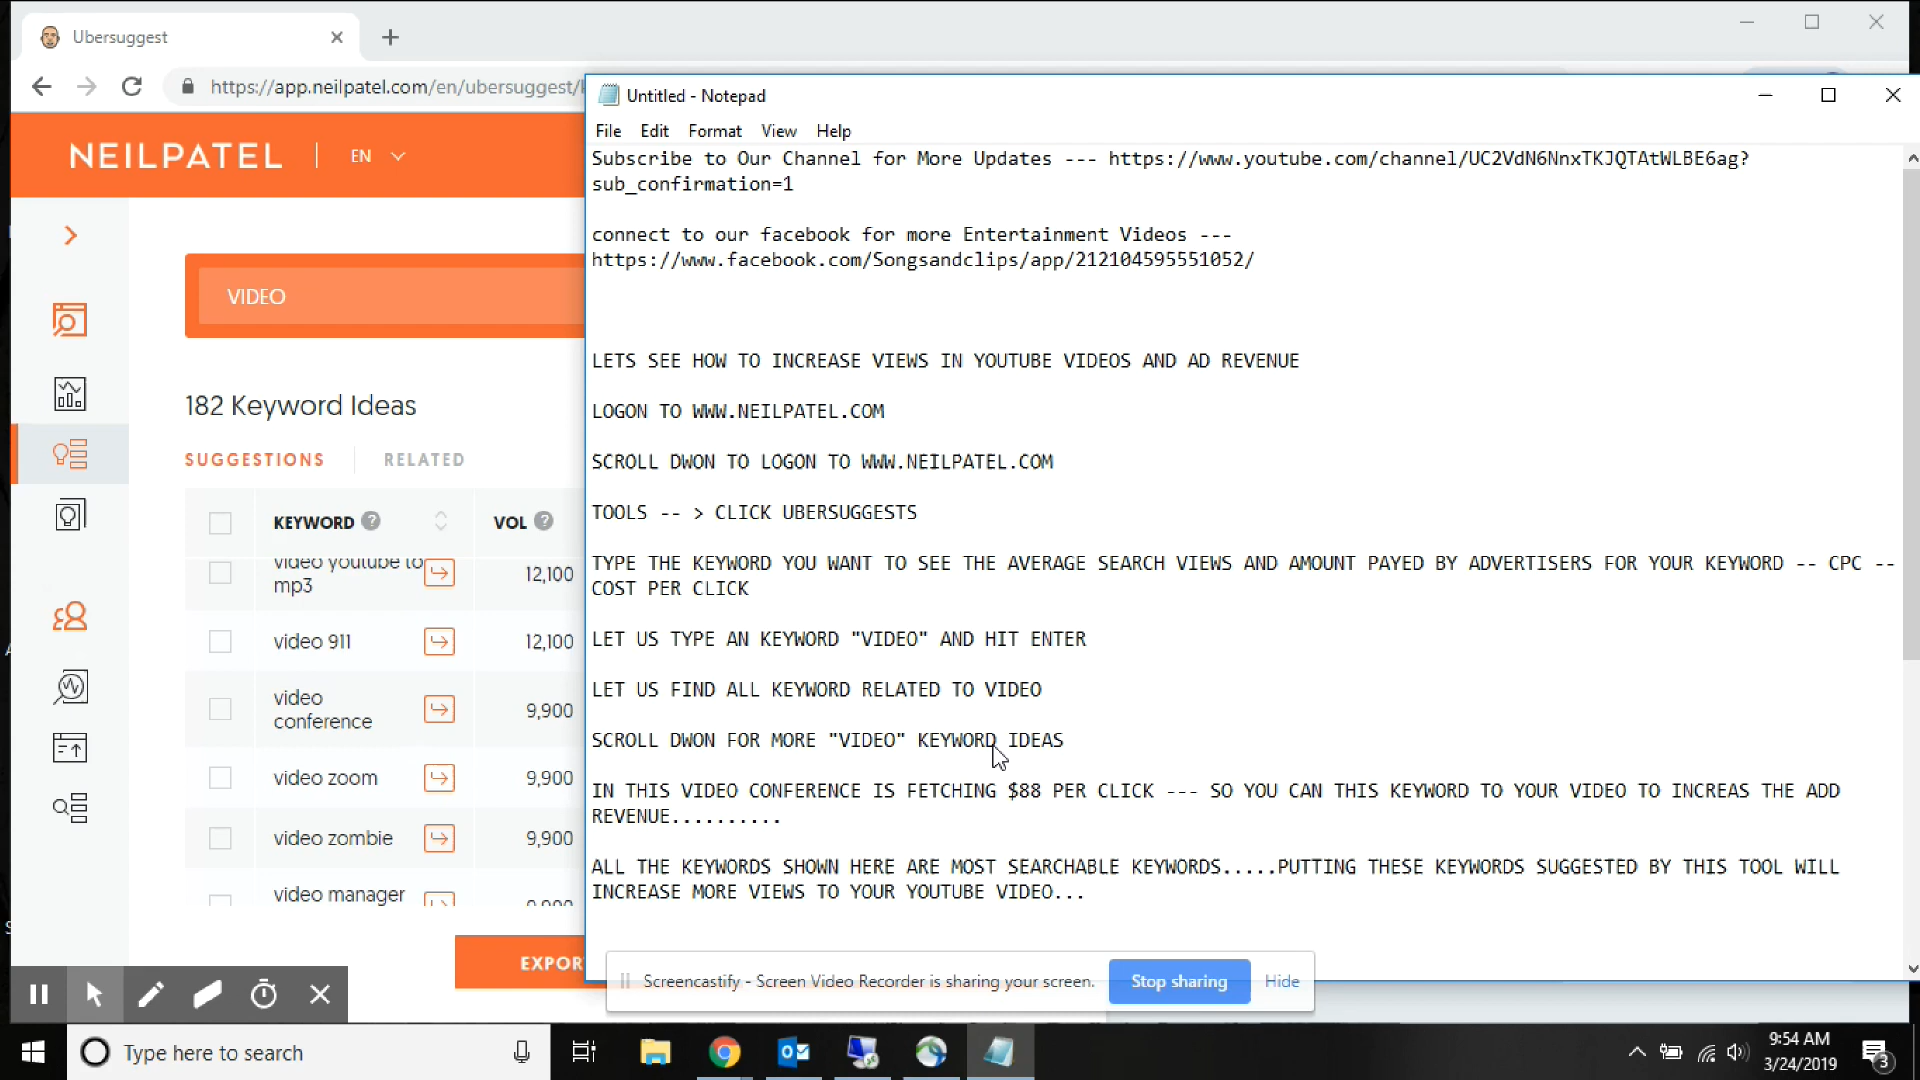 Ubersuggest
https://app.neilpatel.com/en/ubersuggest/
NEILPATEL
EN
VIDEO
182 Keyword Ideas
SUGGESTIONS
RELATED
KEYWORD
VOL
video youtube to
mp3
12,100
video 911
12,100
video
conference
9,900
video zoom
9,900
video zombie
9,900
video manager
9,900
EXPOR
Untitled - Notepad
File Edit Format View Help
Subscribe to Our Channel for More Updates --- https://www.youtube.com/channel/UC2VdN6NnxTKJQTAtWLBE6ag?
sub_confirmation=1
connect to our facebook for more Entertainment Videos ---
https://www.facebook.com/Songsandclips/app/212104595551052/
LETS SEE HOW TO INCREASE VIEWS IN YOUTUBE VIDEOS AND AD REVENUE
LOGON TO WWW.NEILPATEL.COM
SCROLL DWON TO LOGON TO WWW.NEILPATEL.COM
TOOLS -- > CLICK UBERSUGGESTS
TYPE THE KEYWORD YOU WANT TO SEE THE AVERAGE SEARCH VIEWS AND AMOUNT PAYED BY ADVERTISERS FOR YOUR KEYWORD -- CPC --
COST PER CLICK
LET US TYPE AN KEYWORD "VIDEO" AND HIT ENTER
LET US FIND ALL KEYWORD RELATED TO VIDEO
SCROLL DWON FOR MORE "VIDEO" KEYWORD IDEAS
IN THIS VIDEO CONFERENCE IS FETCHING $88 PER CLICK --- SO YOU CAN THIS KEYWORD TO YOUR VIDEO TO INCREAS THE ADD
REVENUE..........
ALL THE KEYWORDS SHOWN HERE ARE MOST SEARCHABLE KEYWORDS.....PUTTING THESE KEYWORDS SUGGESTED BY THIS TOOL WILL
INCREASE MORE VIEWS TO YOUR YOUTUBE VIDEO...
Screencastify - Screen Video Recorder is sharing your screen.
Stop sharing
Hide
Type here to search
9:54 AM
3/24/2019
3